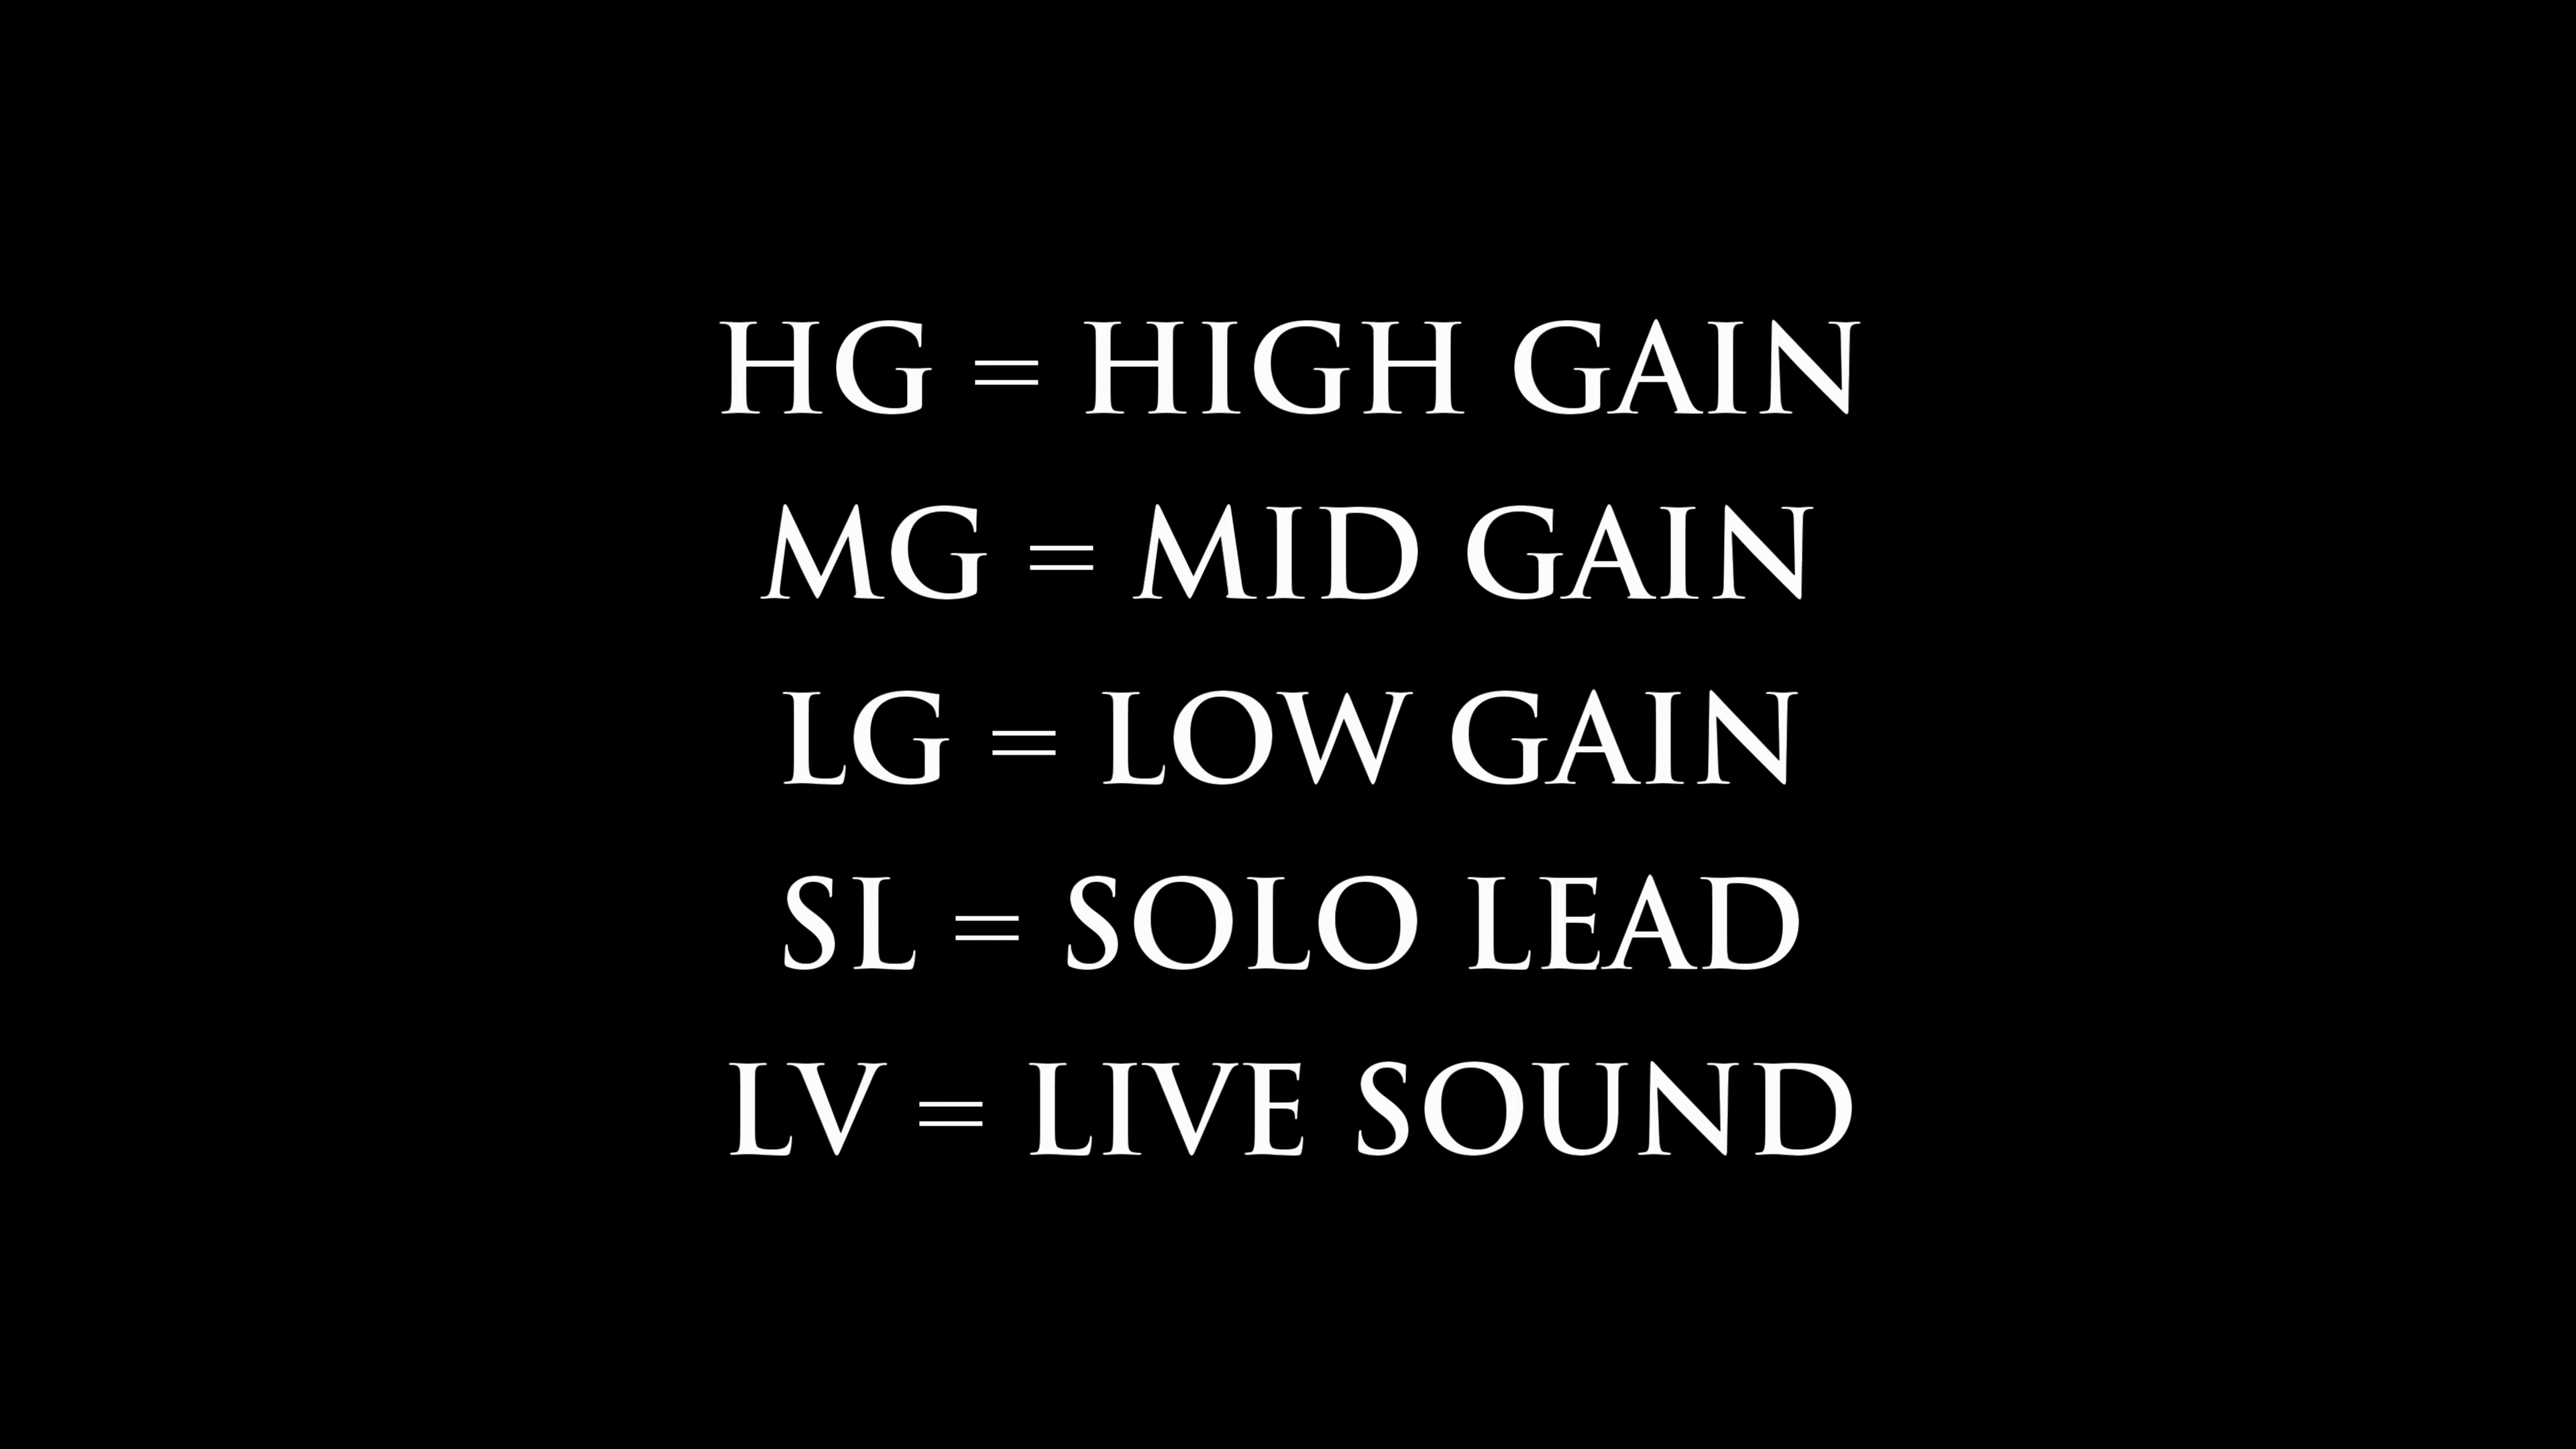 HG = HIGH GAIN
MG = MID GAIN
LG = LOW GAIN
SL = SOLO LEAD
LV = LIVE SOUND